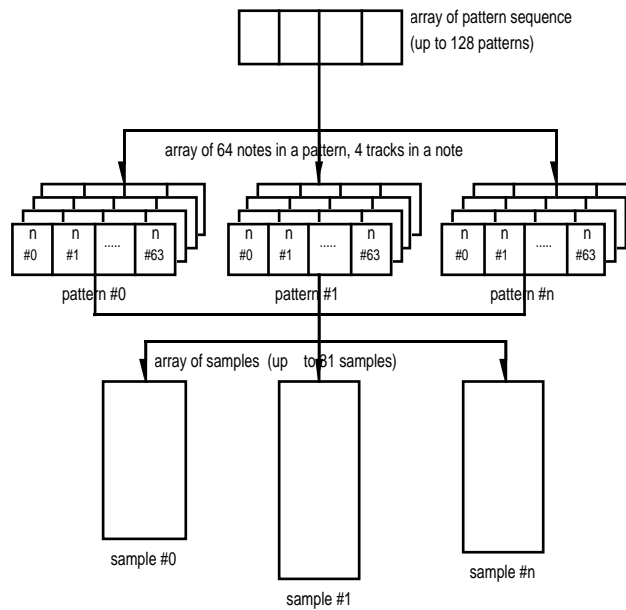 array of pattern sequence
(up to 128 patterns)
array of 64 notes in a pattern, 4 tracks in a note
n n n
#0 #1 ..... #63
n n n
#0 #1 ..... #63
n n n
#0 #1 ..... #63
pattern #0
pattern #1
pattern #n
array of samples (up to 31 samples)
sample #0
sample #1
sample #n